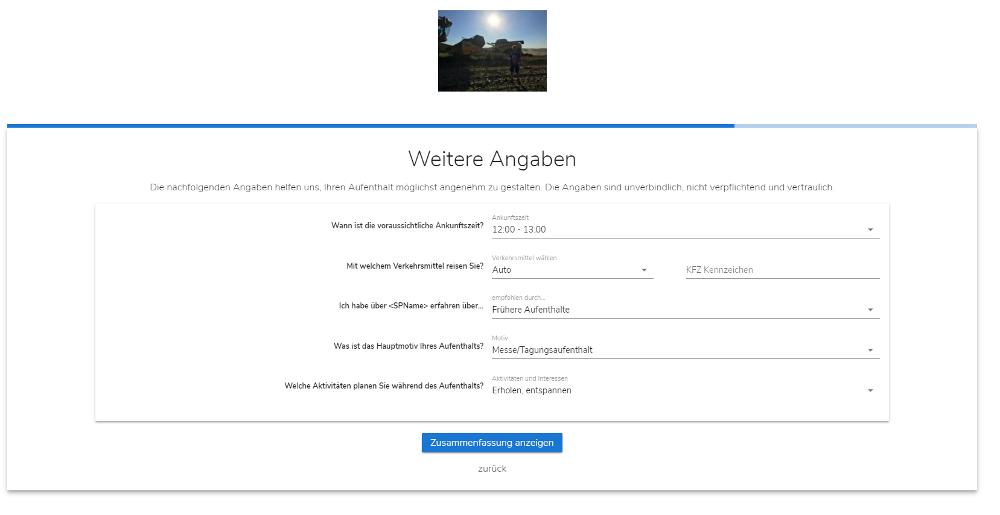 Weitere Angaben
Die nachfolgenden Angaben helfen uns, Ihren Aufenthalt möglichst angenehm zu gestalten. Die Angaben sind unverbindlich, nicht verpflichtend und vertraulich.
Wann ist die voraussichtliche Ankunftszeit?
Ankunftszeit
12:00 - 13:00
Mit welchem Verkehrsmittel reisen Sie?
Verkehrsmittel wählen
Auto
KFZ Kennzeichen
Ich habe über <SPName> erfahren über...
empfohlen durch...
Frühere Aufenthalte
Was ist das Hauptmotiv Ihres Aufenthalts?
Motiv
Messe/Tagungsaufenthalt
Welche Aktivitäten planen Sie während des Aufenthalts?
Aktivitäten und Interessen
Erholen, entspannen
Zusammenfassung anzeigen
zurück